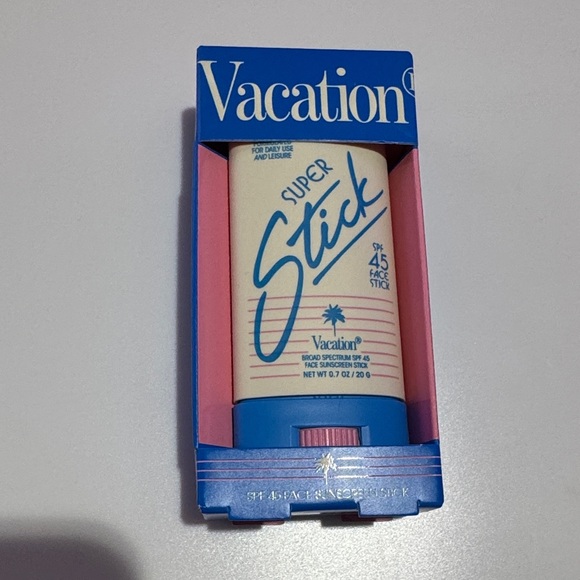 Vacation
FOR DAILY USE
AND LEISURE
SUPER
Stick
SPF
45
FACE
STICK
Vacation®
BROAD SPECTRUM SPF 45
FACE SUNSCREEN STICK
NET WT 0.7 OZ / 20 G
SPF 45 FACE SUNSCREEN STICK